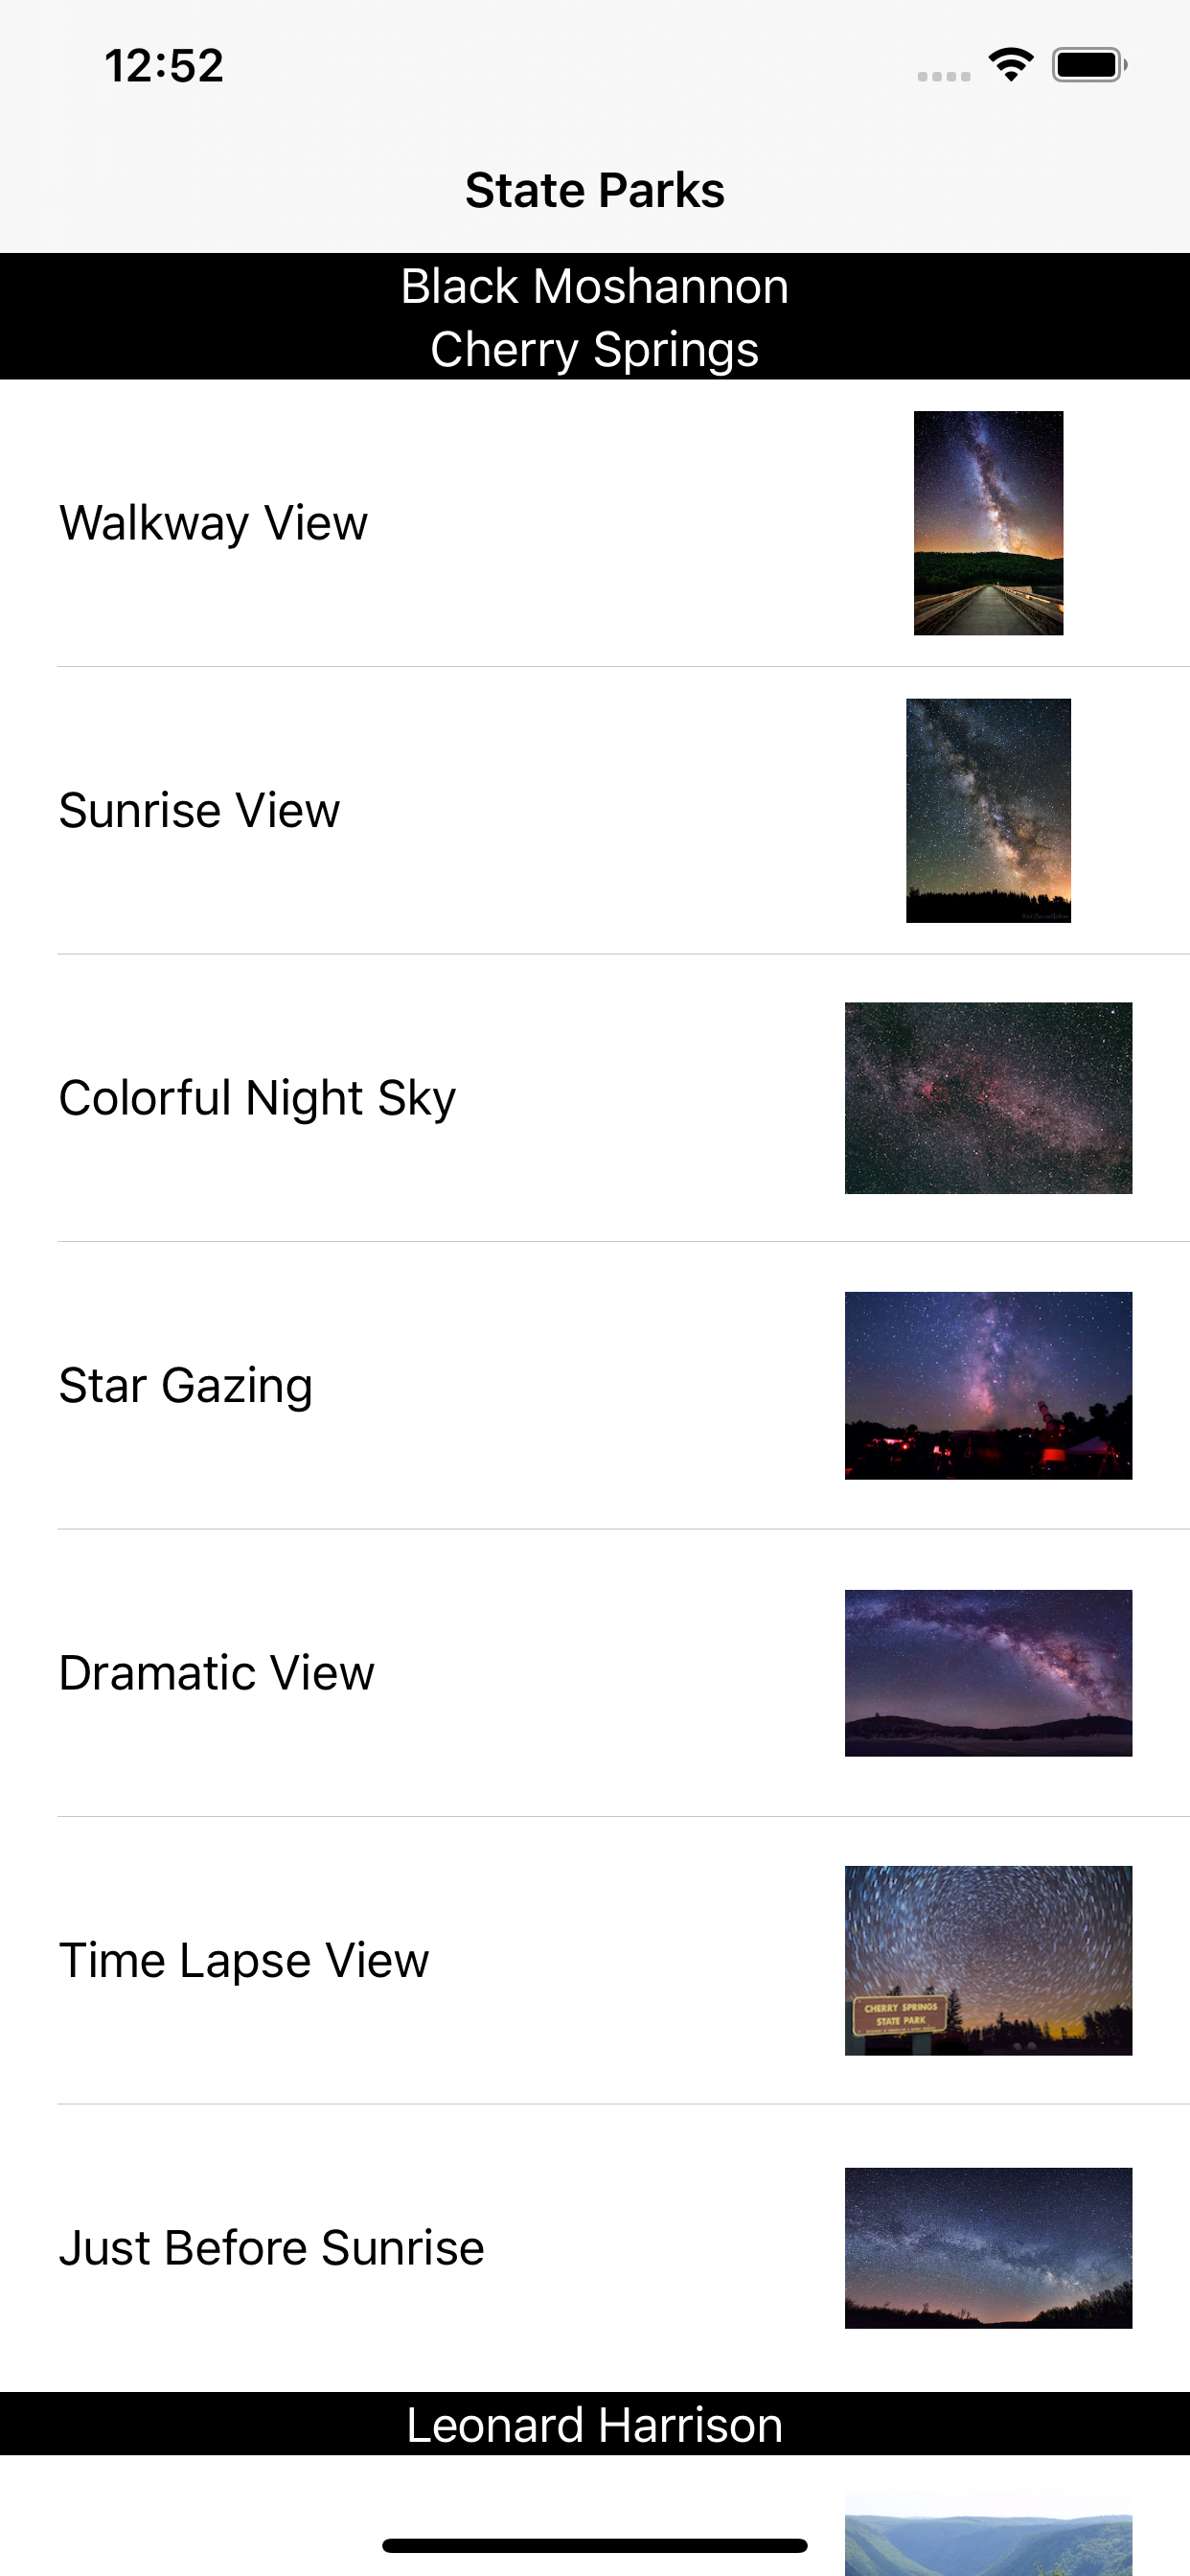 12:52
State Parks
Black Moshannon
Cherry Springs
Walkway View
Sunrise View
Colorful Night Sky
Star Gazing
Dramatic View
Time Lapse View
CHERRY SPRINGS
STATE PARK
Just Before Sunrise
Leonard Harrison